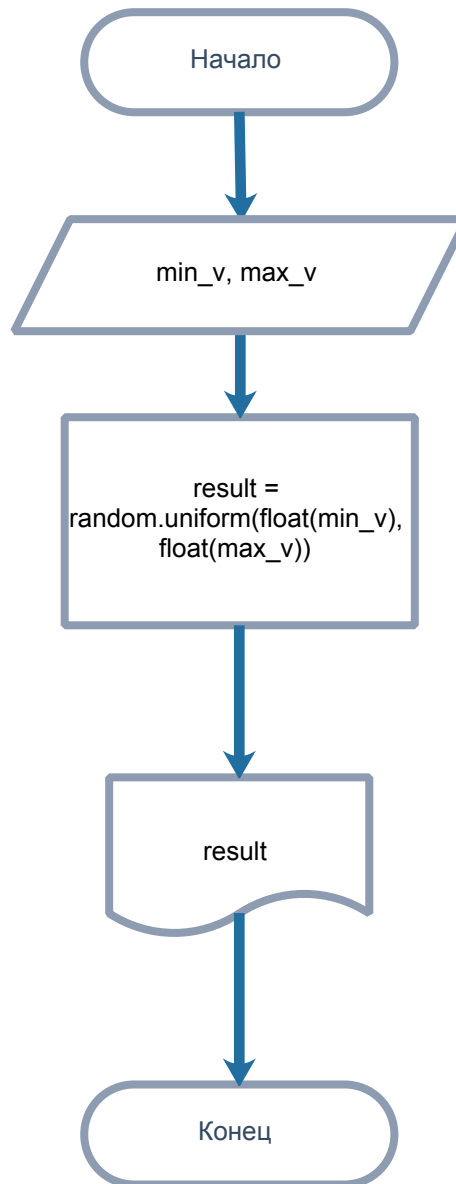 Начало
min_v, max_v
result =
random.uniform(float(min_v),
float(max_v))
result
Конец